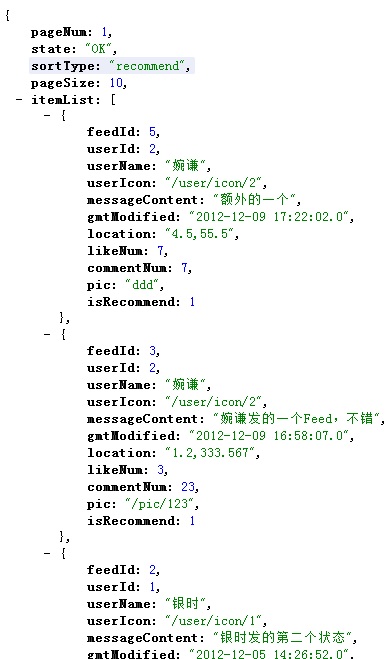 {
pageNum: 1,
state: "OK",
sortType: "recommend",
pageSize: 10,
- itemList: [
- {
feedId: 5,
userId: 2,
userName: "婉谦",
userIcon: "/user/icon/2",
messageContent: "额外的一个",
gmtModified: "2012-12-09 17:22:02.0",
location: "4.5,55.5",
likeNum: 7,
commentNum: 7,
pic: "ddd",
isRecommend: 1
},
- {
feedId: 3,
userId: 2,
userName: "婉谦",
userIcon: "/user/icon/2",
messageContent: "婉谦发的一个Feed，不错",
gmtModified: "2012-12-09 16:58:07.0",
location: "1.2,333.567",
likeNum: 3,
commentNum: 23,
pic: "/pic/123",
isRecommend: 1
},
- {
feedId: 2,
userId: 1,
userName: "银时",
userIcon: "/user/icon/1",
messageContent: "银时发的第二个状态",
gmtModified: "2012-12-05 14:26:52.0",